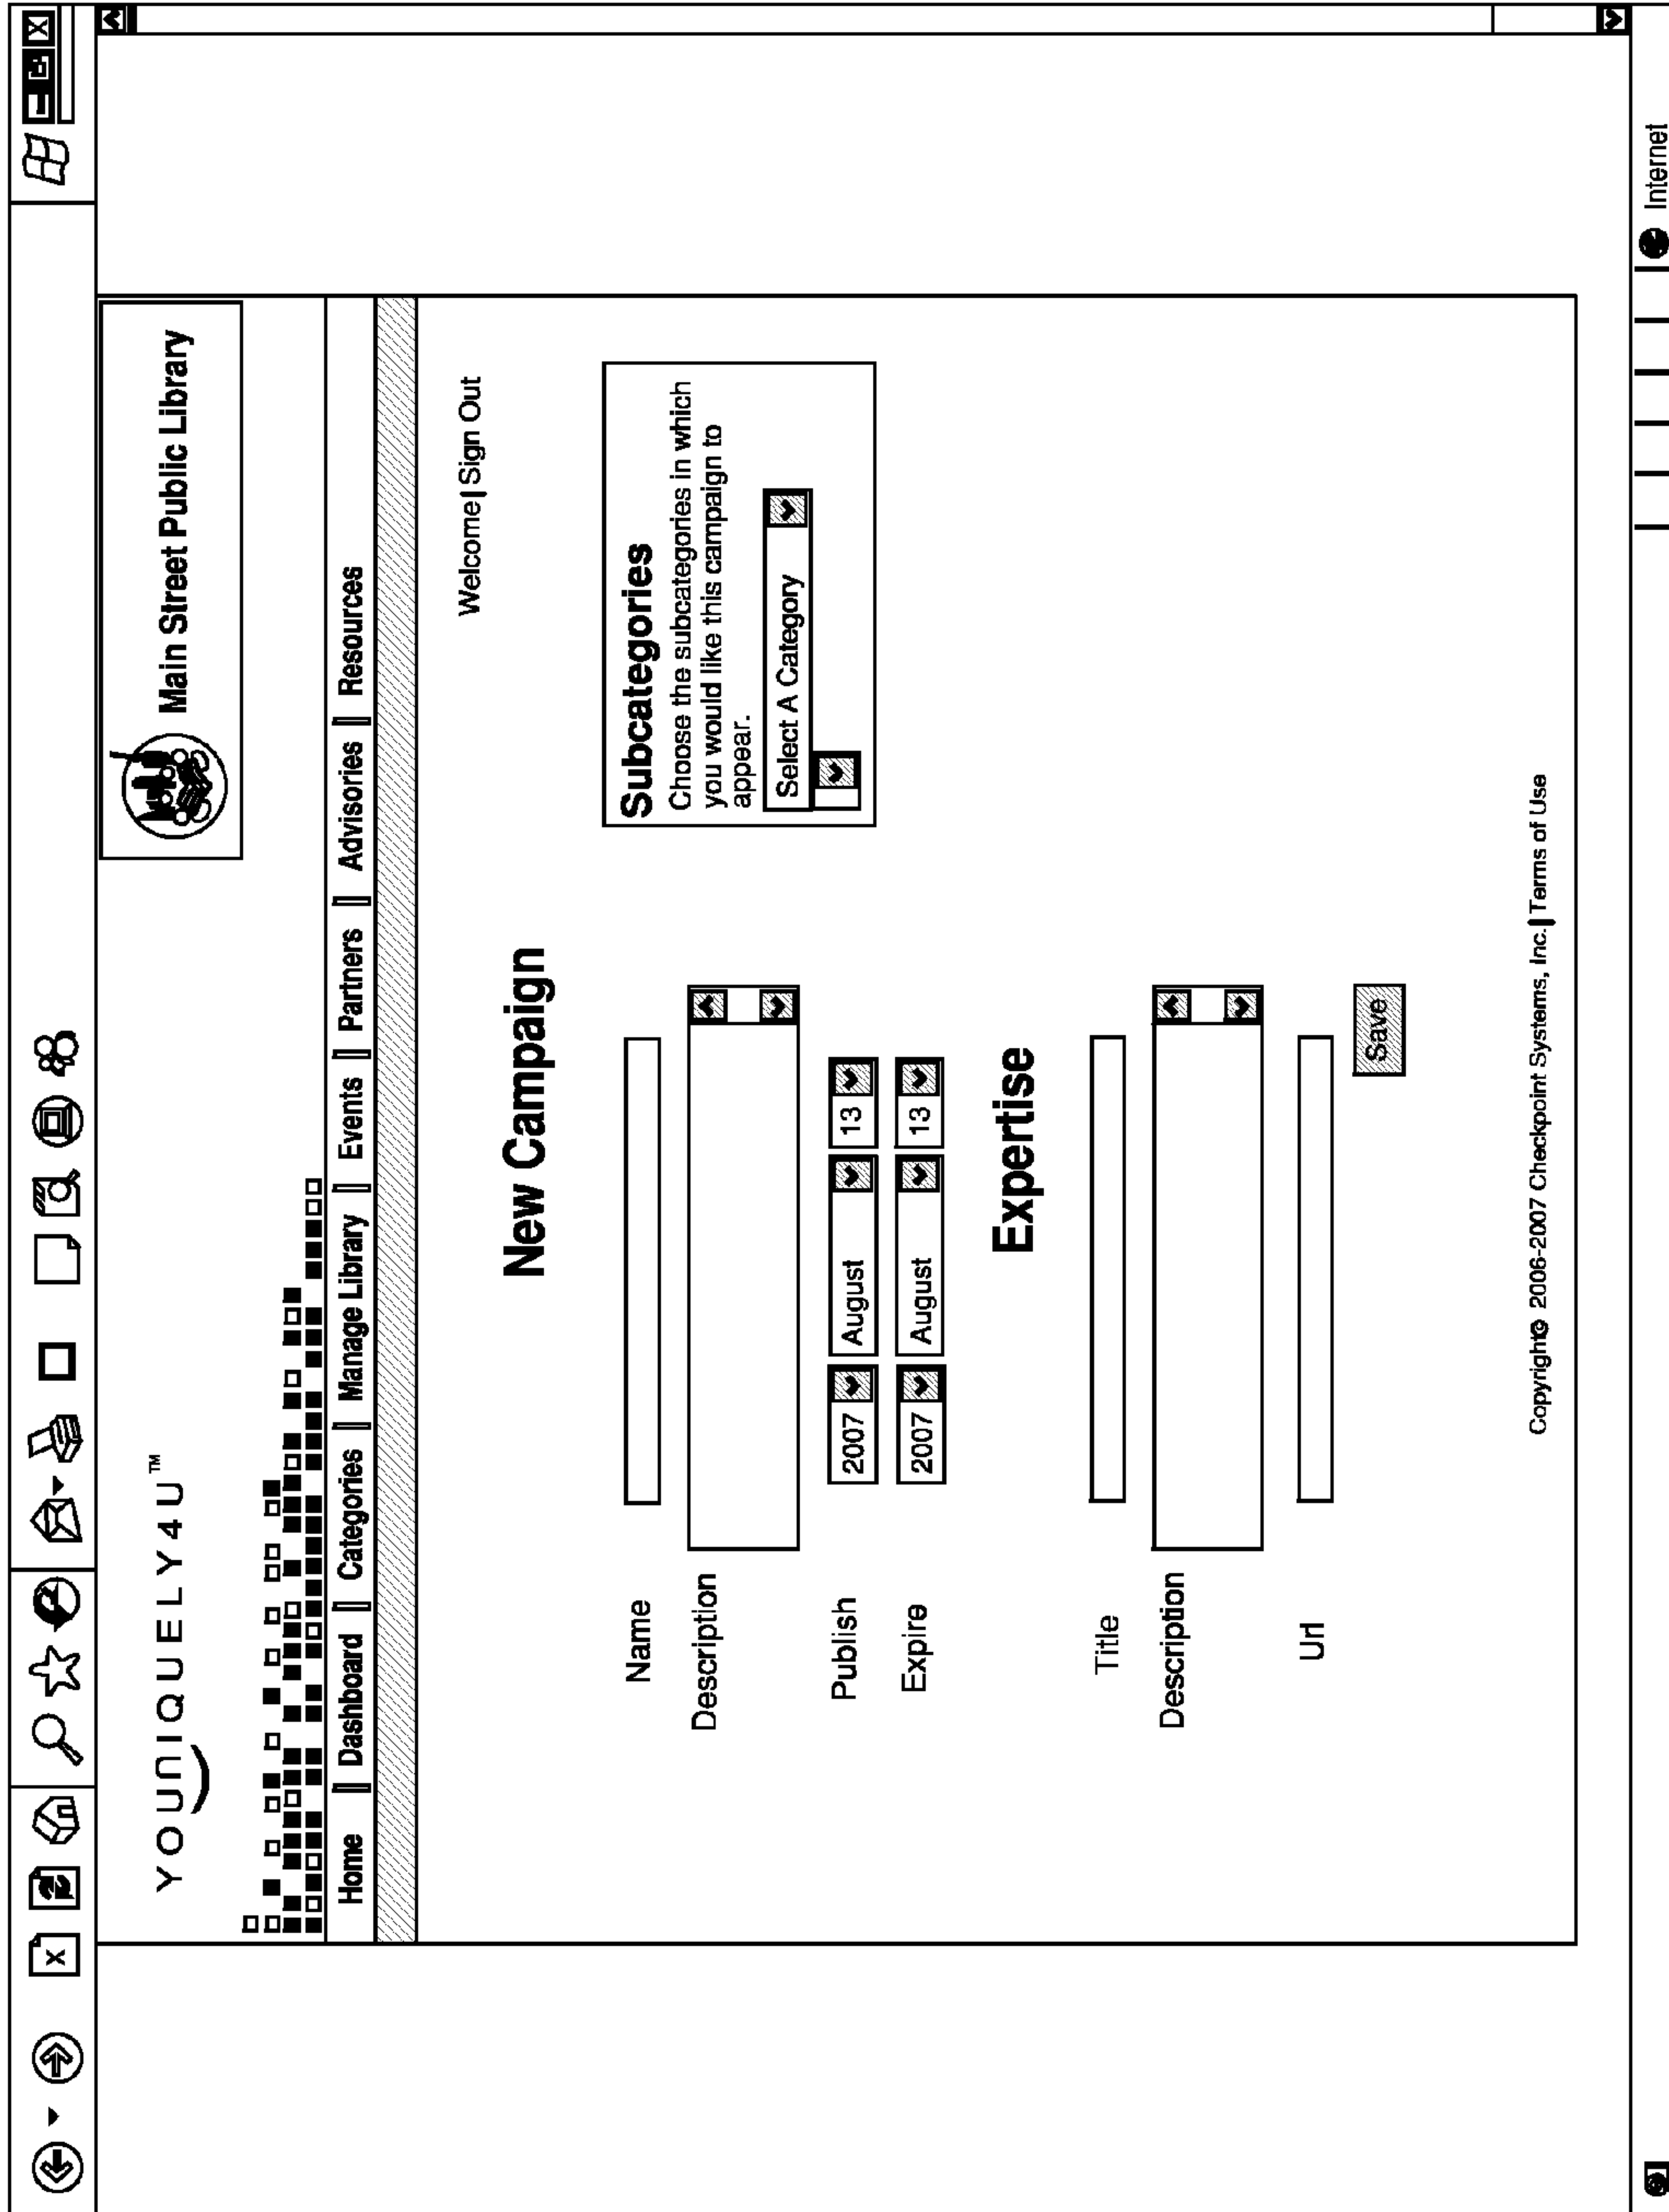 YOUNIQUELY4U™
Main Street Public Library
Home | Dashboard | Categories | Manage Library | Events | Partners | Advisories | Resources
Welcome | Sign Out
New Campaign
Name
Description
Publish 2007 August 13
Expire 2007 August 13
Subcategories
Choose the subcategories in which
you would like this campaign to
appear.
Select A Category
Expertise
Title
Description
Url
Save
Copyright© 2006-2007 Checkpoint Systems, Inc. | Terms of Use
Internet